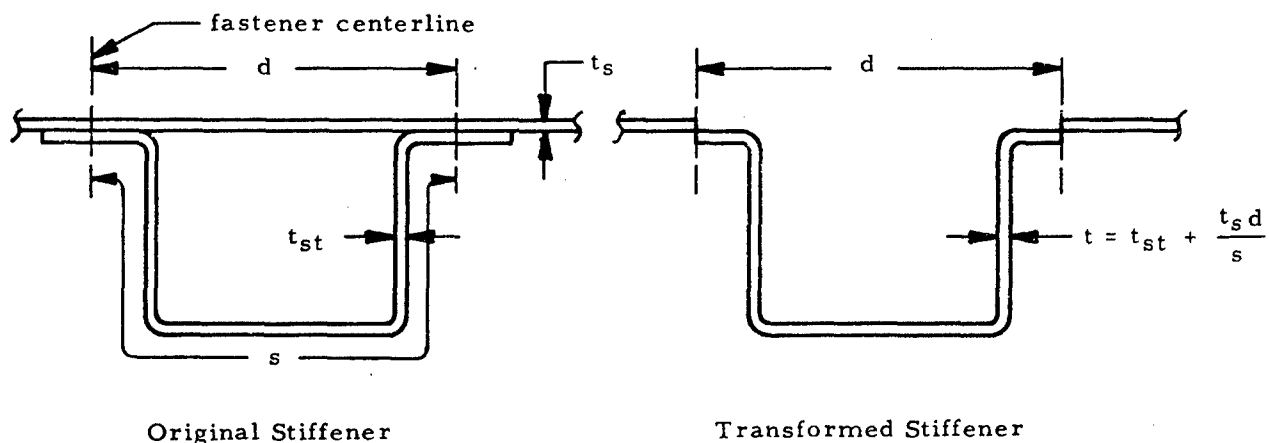 fastener centerline
d
t_s
d
t_st
t = t_st + t_s d / s
s
Original Stiffener
Transformed Stiffener